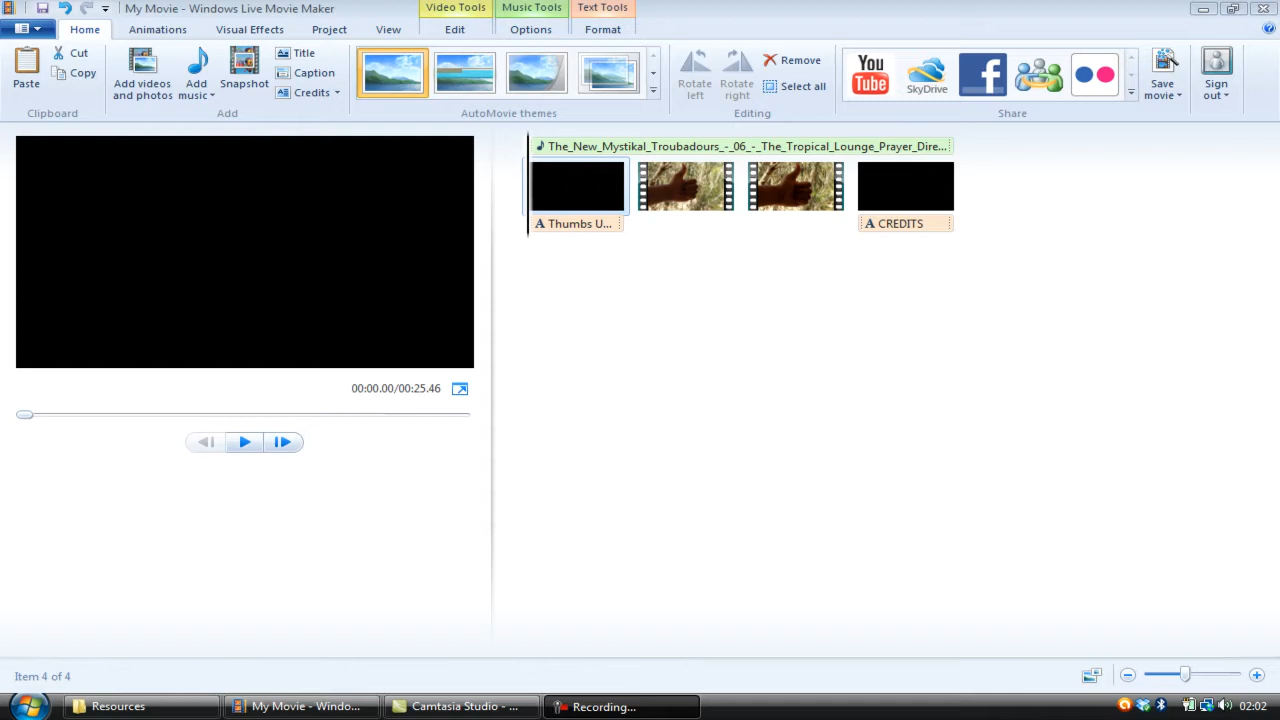 My Movie - Windows Live Movie Maker
Video Tools
Music Tools
Text Tools
Home
Animations
Visual Effects
Project
View
Edit
Options
Format
Paste
Cut
Copy
Clipboard
Add videos
and photos
Add
music
Snapshot
Title
Caption
Credits
Add
AutoMovie themes
Rotate
left
Rotate
right
Remove
Select all
Editing
You
Tube
SkyDrive
f
Share
Save
movie
Sign
out
The_New_Mystikal_Troubadours_-_06_-_The_Tropical_Lounge_Prayer_Dire...
A Thumbs U...
A CREDITS
00:00.00/00:25.46
Item 4 of 4
Resources
My Movie - Windo...
Camtasia Studio - ...
Recording...
02:02